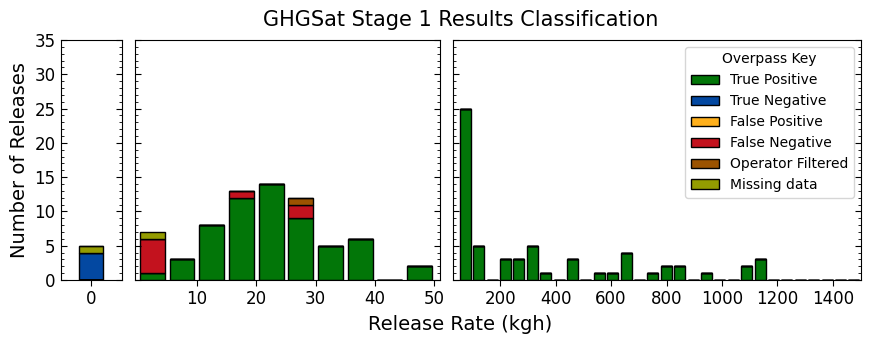 GHGSat Stage 1 Results Classification
Number of Releases
35
30
25
20
15
10
5
0
0
10
20
30
40
50
200
400
600
800
1000
1200
1400
Overpass Key
True Positive
True Negative
False Positive
False Negative
Operator Filtered
Missing data
Release Rate (kgh)